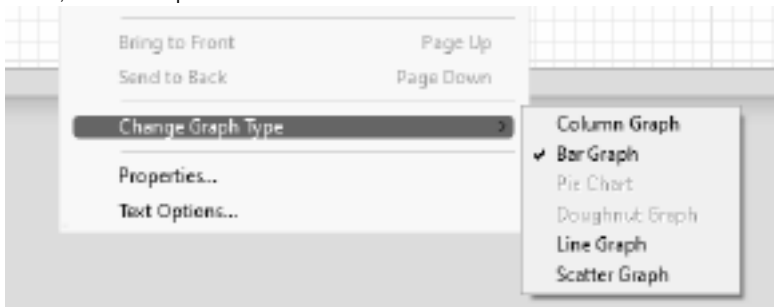 Bring to Front Page Up
Send to Back Page Down
Change Graph Type >
Properties...
Text Options...
Column Graph
✔ Bar Graph
Pie Chart
Doughnut Graph
Line Graph
Scatter Graph